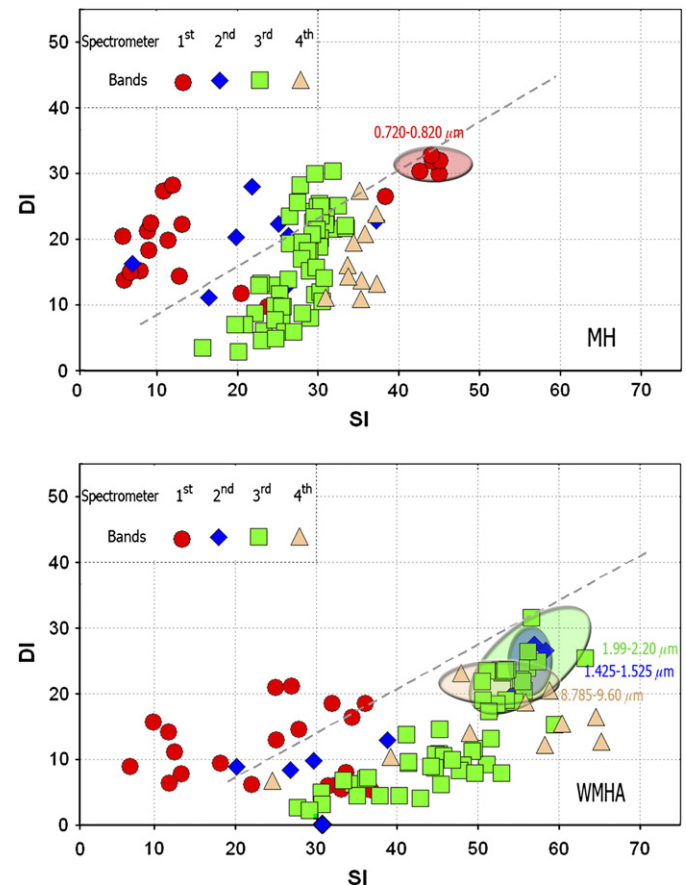 50
40
30
20
10
0
DI
Spectrometer 1st 2nd 3rd 4th
Bands
0.720-0.820 µm
MH
0 10 20 30 40 50 60 70
SI
50
40
30
20
10
0
DI
Spectrometer 1st 2nd 3rd 4th
Bands
1.99-2.20 µm
1.425-1.525 µm
8.785-9.60 µm
WMHA
0 10 20 30 40 50 60 70
SI